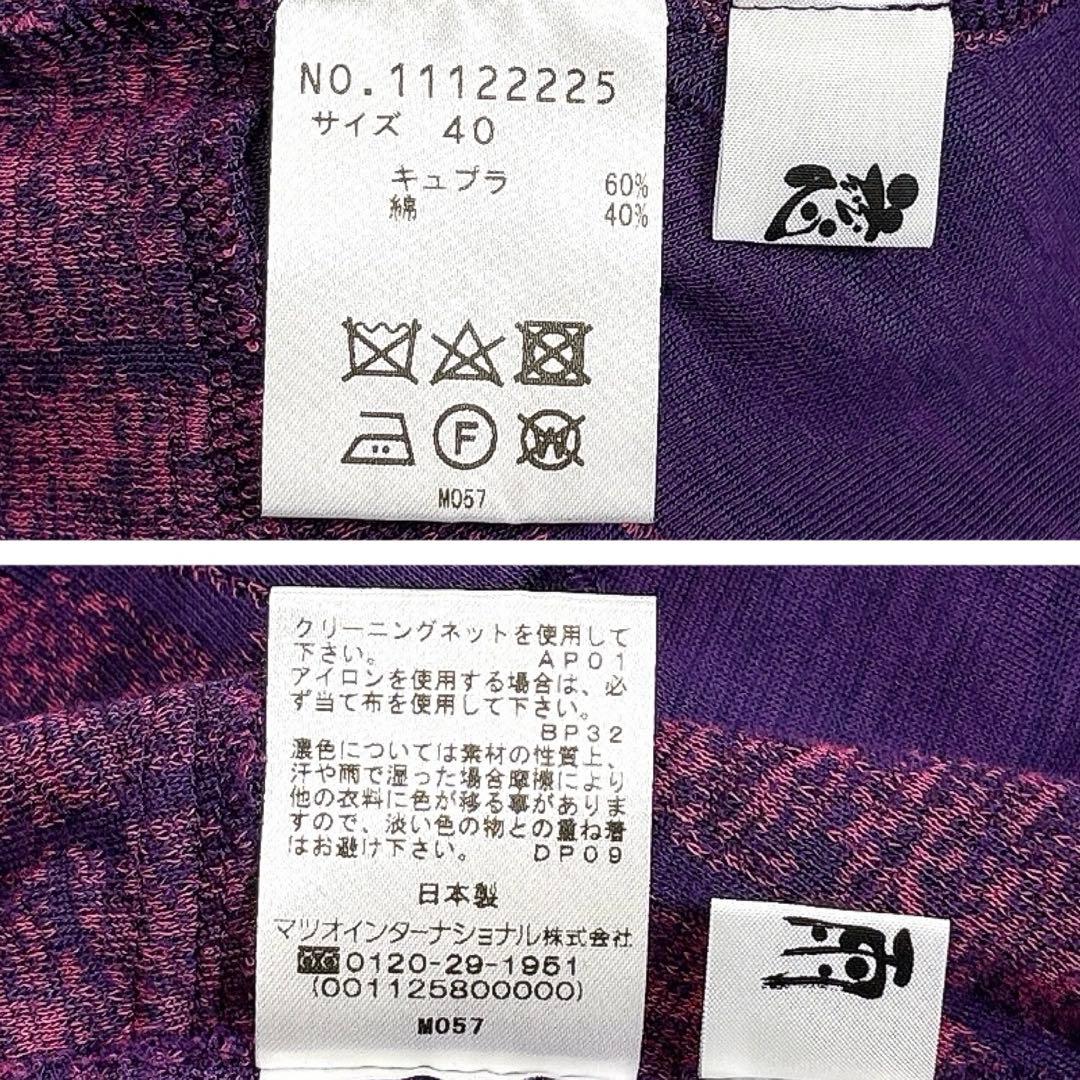 NO.11122225
サイズ 40
キュプラ 60%
綿 40%
F
W
M057
クリーニングネットを使用して
下さい。 AP01
アイロンを使用する場合は、必
ず当て布を使用して下さい。
BP32
濃色については素材の性質上、
汗や雨で湿った場合摩擦により
他の衣料に色が移る事がありま
すので、淡い色の物との重ね着
はお避け下さい。 DP09
日本製
マツオインターナショナル株式会社
0120-29-1951
(001125800000)
M057